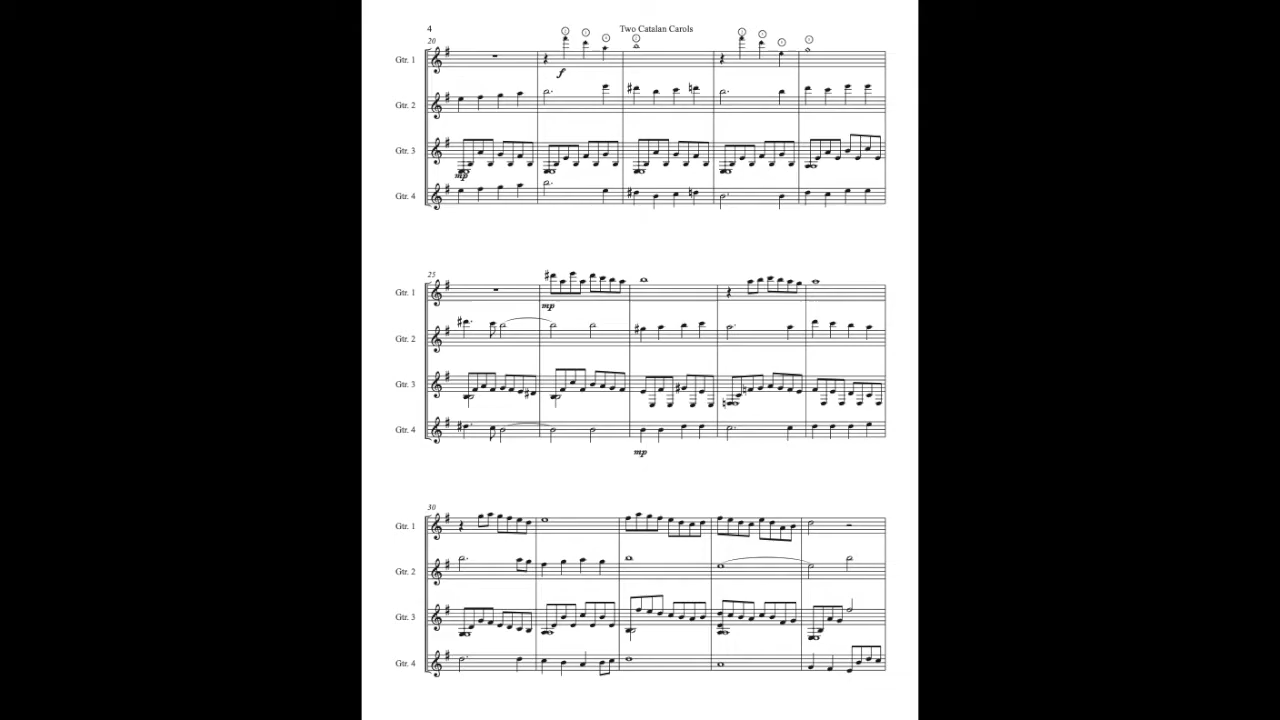 4
Two Catalan Carols
20
Gtr. 1
f
Gtr. 2
Gtr. 3
mp
Gtr. 4
25
Gtr. 1
mp
Gtr. 2
Gtr. 3
Gtr. 4
mp
30
Gtr. 1
Gtr. 2
Gtr. 3
Gtr. 4